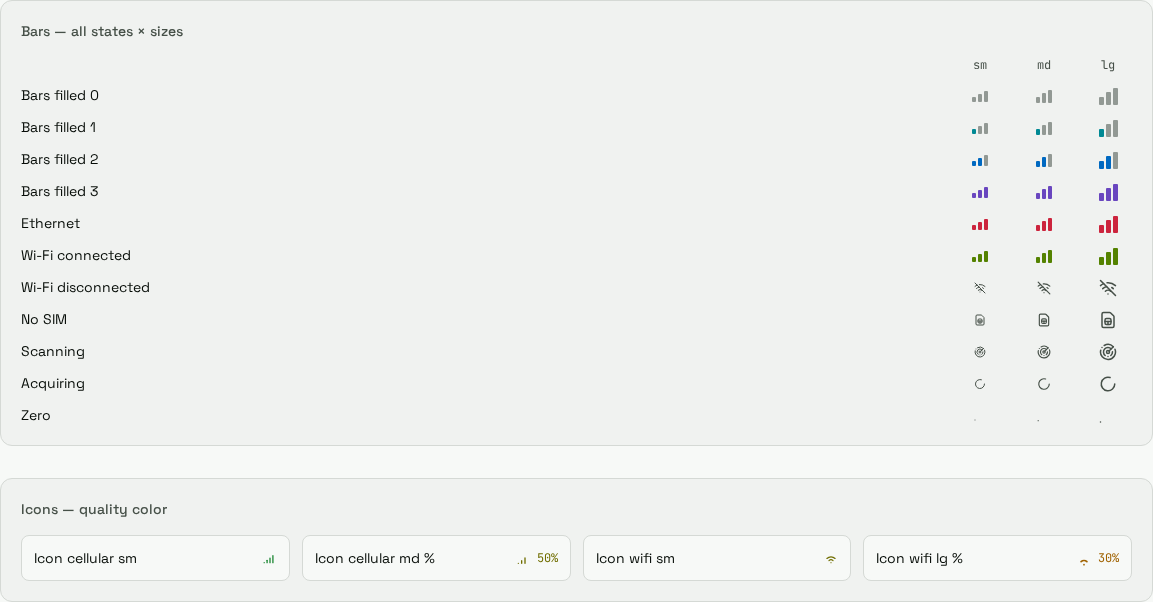 Bars — all states × sizes
sm md lg
Bars filled 0
Bars filled 1
Bars filled 2
Bars filled 3
Ethernet
Wi-Fi connected
Wi-Fi disconnected
No SIM
Scanning
Acquiring
Zero
Icons — quality color
Icon cellular sm
Icon cellular md % 50%
Icon wifi sm
Icon wifi lg % 30%